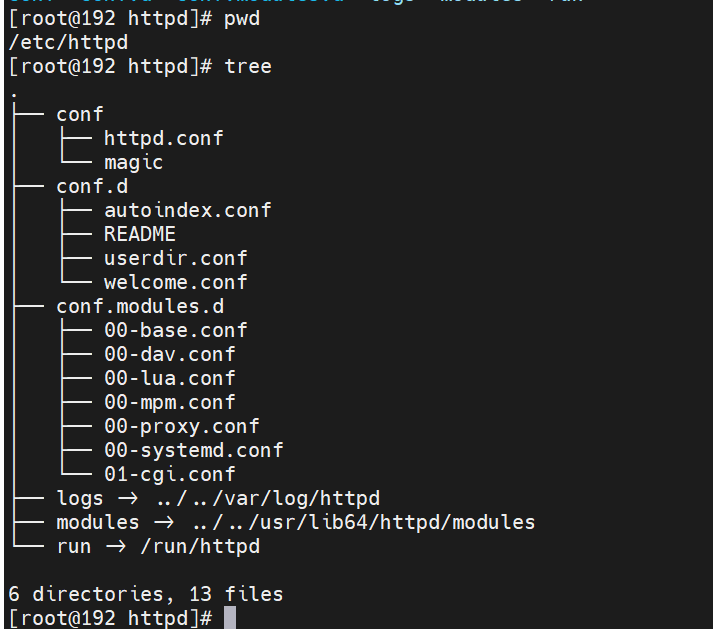 [root@192 httpd]# pwd
/etc/httpd
[root@192 httpd]# tree
.
├── conf
│   ├── httpd.conf
│   └── magic
├── conf.d
│   ├── autoindex.conf
│   ├── README
│   ├── userdir.conf
│   └── welcome.conf
├── conf.modules.d
│   ├── 00-base.conf
│   ├── 00-dav.conf
│   ├── 00-lua.conf
│   ├── 00-mpm.conf
│   ├── 00-proxy.conf
│   ├── 00-systemd.conf
│   └── 01-cgi.conf
├── logs -> ../../var/log/httpd
├── modules -> ../../usr/lib64/httpd/modules
└── run -> /run/httpd
6 directories, 13 files
[root@192 httpd]#